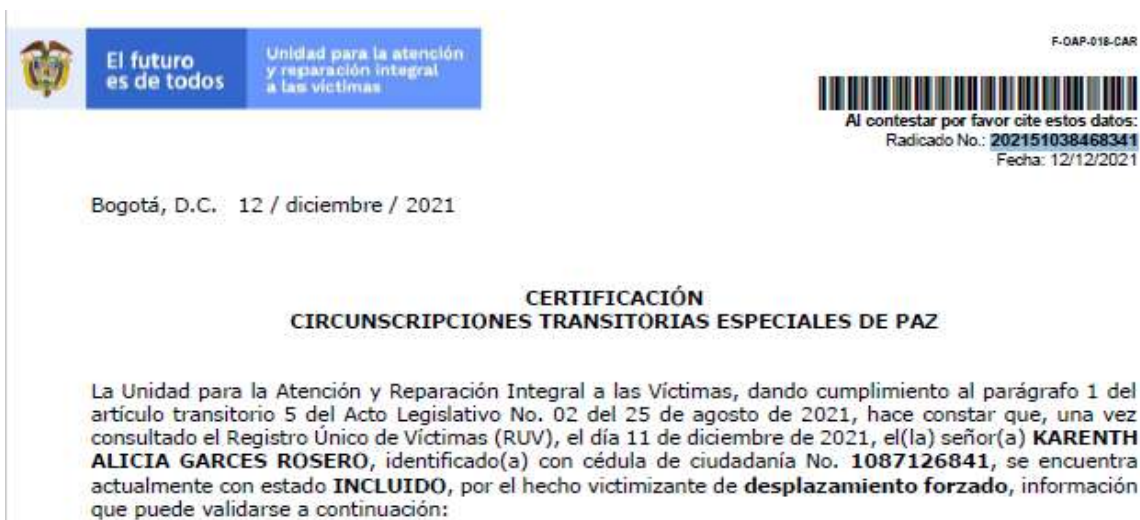 El futuro
es de todos
Unidad para la atención
y reparación integral
a las víctimas
F-OAP-018-CAR
Al contestar por favor cite estos datos:
Radicado No.: 202151038468341
Fecha: 12/12/2021
Bogotá, D.C. 12 / diciembre / 2021
CERTIFICACIÓN
CIRCUNSCRIPCIONES TRANSITORIAS ESPECIALES DE PAZ
La Unidad para la Atención y Reparación Integral a las Víctimas, dando cumplimiento al parágrafo 1 del
artículo transitorio 5 del Acto Legislativo No. 02 del 25 de agosto de 2021, hace constar que, una vez
consultado el Registro Único de Víctimas (RUV), el día 11 de diciembre de 2021, el(la) señor(a) KARENTH
ALICIA GARCES ROSERO, identificado(a) con cédula de ciudadanía No. 1087126841, se encuentra
actualmente con estado INCLUIDO, por el hecho victimizante de desplazamiento forzado, información
que puede validarse a continuación: